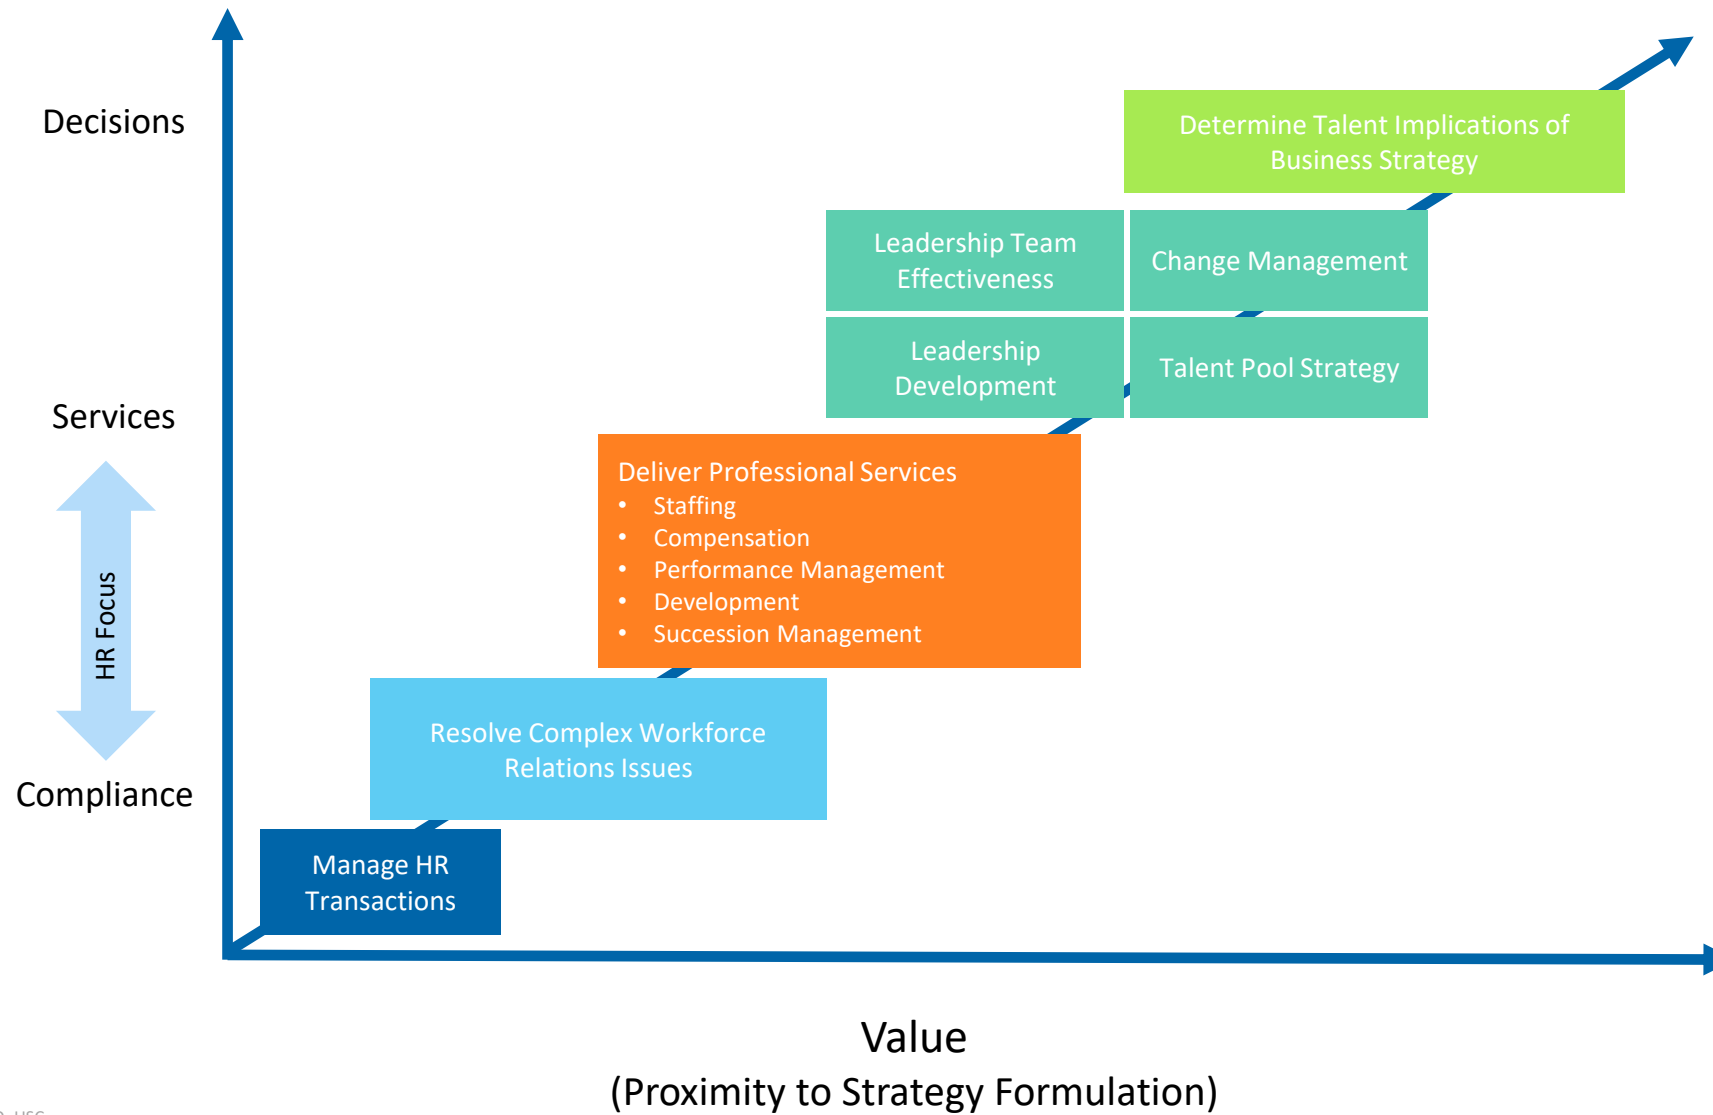 Decisions
Determine Talent Implications of
Business Strategy
Leadership Team
Effectiveness
Change Management
Leadership
Development
Talent Pool Strategy
Services
Deliver Professional Services
• Staffing
• Compensation
• Performance Management
• Development
• Succession Management
HR Focus
Resolve Complex Workforce
Relations Issues
Compliance
Manage HR
Transactions
Value
(Proximity to Strategy Formulation)